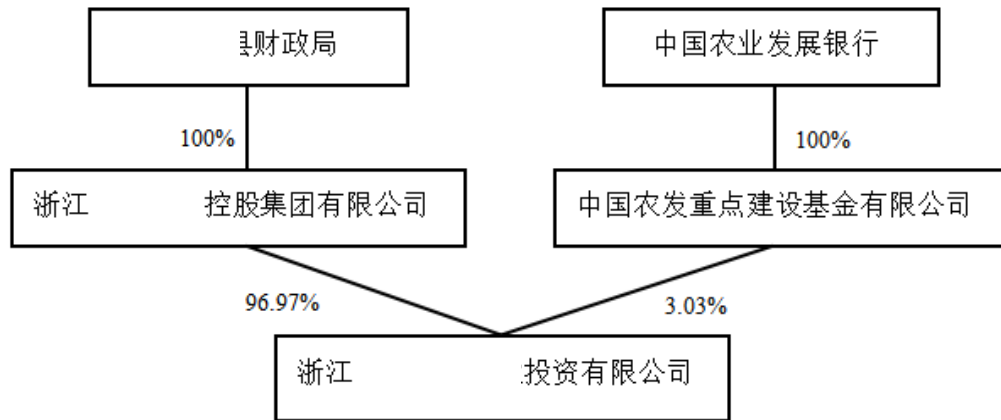 县财政局
中国农业发展银行
100%
100%
浙江 控股集团有限公司
中国农发重点建设基金有限公司
96.97%
3.03%
浙江 投资有限公司